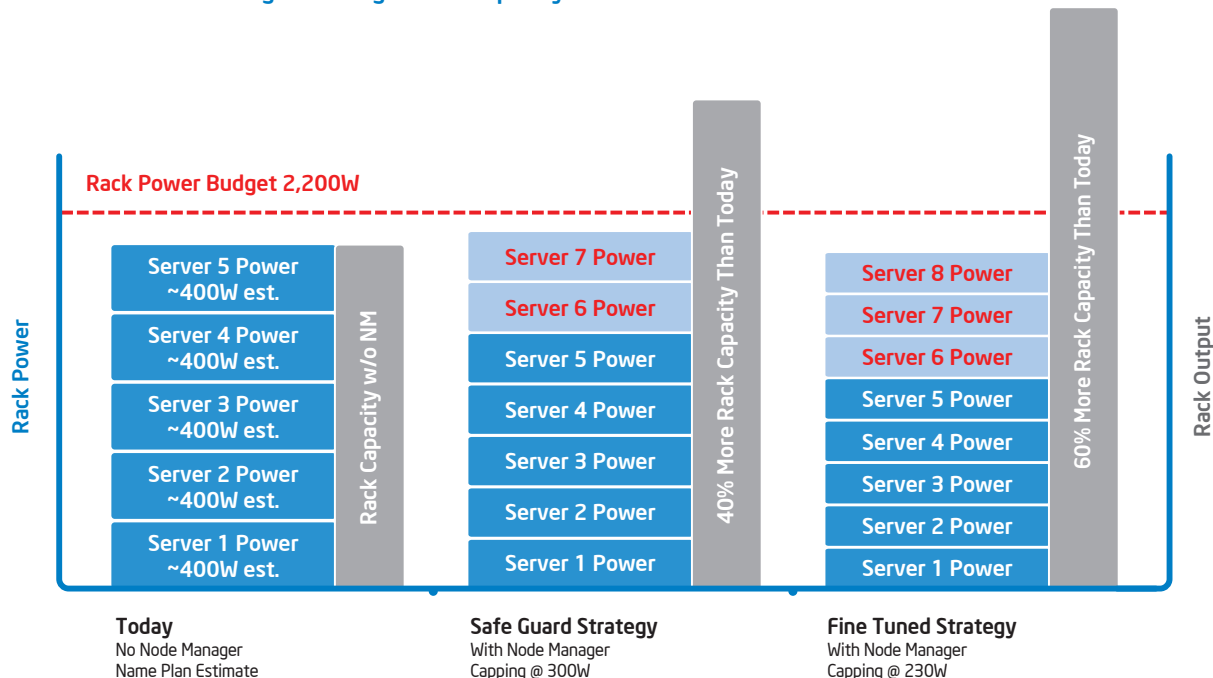 Rack Power Budget 2,200W
Rack Power
Server 5 Power
~400W est.
Server 4 Power
~400W est.
Server 3 Power
~400W est.
Server 2 Power
~400W est.
Server 1 Power
~400W est.
Rack Capacity w/o NM
Server 7 Power
Server 6 Power
Server 5 Power
Server 4 Power
Server 3 Power
Server 2 Power
Server 1 Power
40% More Rack Capacity Than Today
Server 8 Power
Server 7 Power
Server 6 Power
Server 5 Power
Server 4 Power
Server 3 Power
Server 2 Power
Server 1 Power
60% More Rack Capacity Than Today
Rack Output
Today
No Node Manager
Name Plan Estimate
Safe Guard Strategy
With Node Manager
Capping @ 300W
Fine Tuned Strategy
With Node Manager
Capping @ 230W